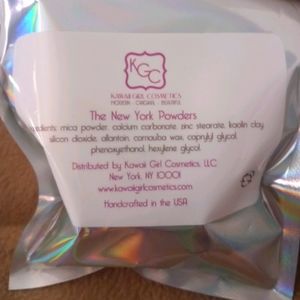 KGC
KAWAII GIRL COSMETICS
MODERN · ORIGINAL · BEAUTIFUL
The New York Powders
Ingredients: mica powder, calcium carbonate, zinc stearate, kaolin clay
silicon dioxide, allantoin, carnauba wax, caprylyl glycol,
phenoxyethanol, hexylene glycol.
Distributed by Kawaii Girl Cosmetics, LLC
New York, NY 10001
www.kawaiigirlcosmetics.com
Handcrafted in the USA